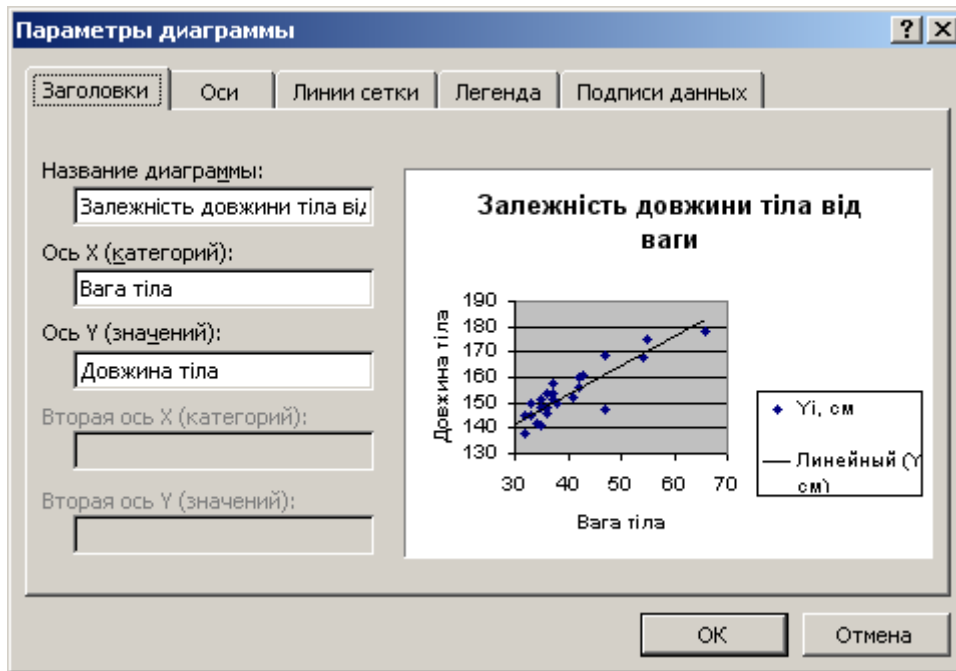 Параметры диаграммы
Заголовки
Оси
Линии сетки
Легенда
Подписи данных
Название диаграммы:
Залежність довжини тіла від
Ось X (категорий):
Вага тіла
Ось Y (значений):
Довжина тіла
Вторая ось X (категорий):
Вторая ось Y (значений):
Залежність довжини тіла від
ваги
Довжина тіла
190
180
170
160
150
140
130
30 40 50 60 70
Вага тіла
Yi, см
Линейный (Y
см)
ОК
Отмена